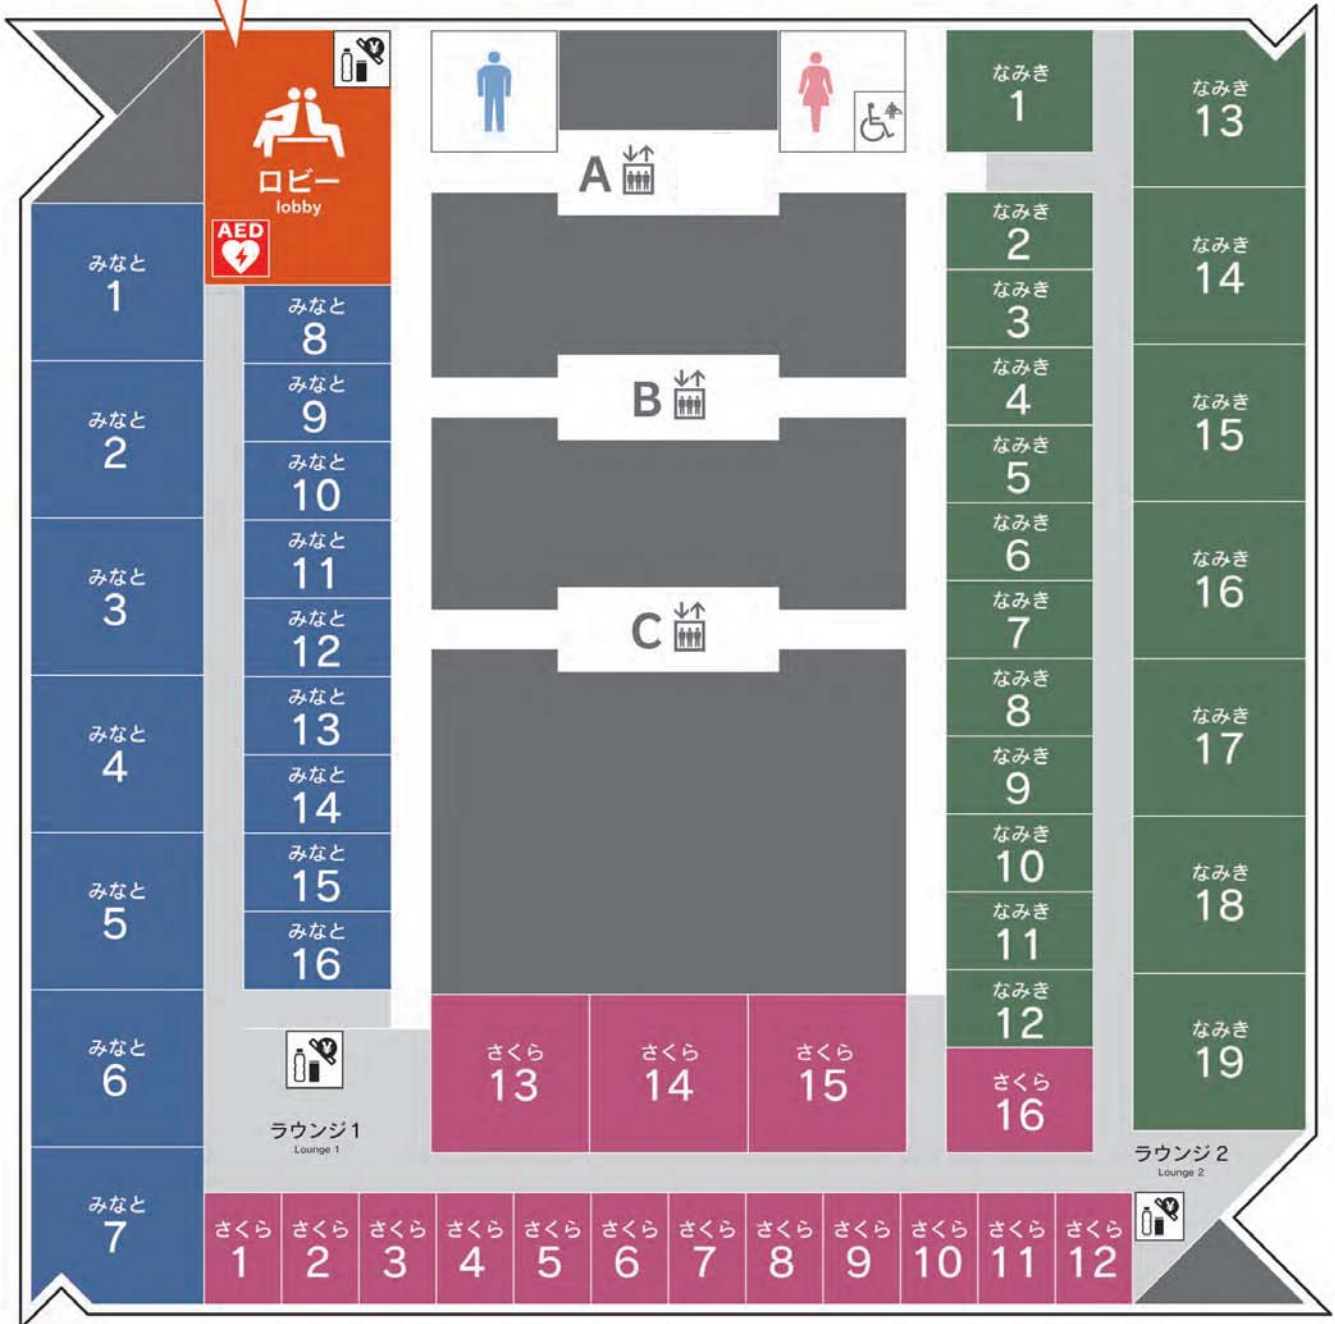 ロビー
lobby
AED
A
B
C
みなと
1
みなと
2
みなと
3
みなと
4
みなと
5
みなと
6
みなと
7
みなと
8
みなと
9
みなと
10
みなと
11
みなと
12
みなと
13
みなと
14
みなと
15
みなと
16
ラウンジ1
Lounge 1
なみき
1
なみき
2
なみき
3
なみき
4
なみき
5
なみき
6
なみき
7
なみき
8
なみき
9
なみき
10
なみき
11
なみき
12
なみき
13
なみき
14
なみき
15
なみき
16
なみき
17
なみき
18
なみき
19
さくら
13
さくら
14
さくら
15
さくら
16
ラウンジ2
Lounge 2
さくら
1
さくら
2
さくら
3
さくら
4
さくら
5
さくら
6
さくら
7
さくら
8
さくら
9
さくら
10
さくら
11
さくら
12